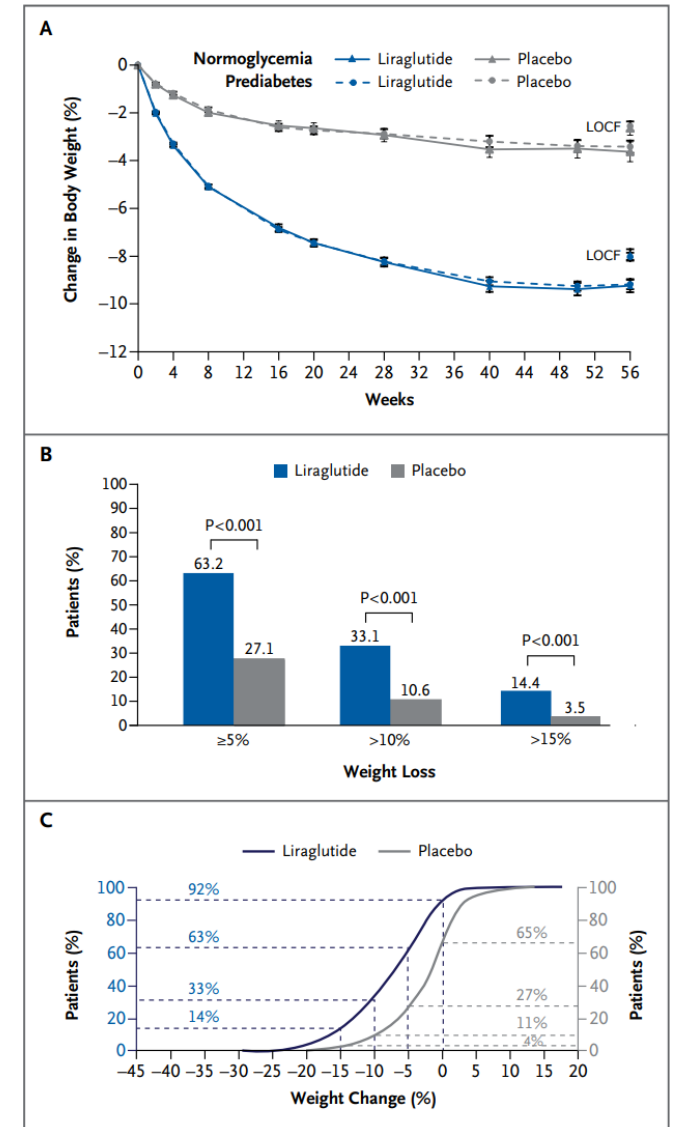 A
Normoglycemia Liraglutide Placebo
Prediabetes Liraglutide Placebo
Change in Body Weight (%)
0
−2
−4
−6
−8
−10
−12
LOCF
LOCF
0 4 8 12 16 20 24 28 32 36 40 44 48 52 56
Weeks
B
Liraglutide Placebo
Patients (%)
100
90
80
70
60
50
40
30
20
10
0
P<0.001
63.2
27.1
P<0.001
33.1
10.6
P<0.001
14.4
3.5
≥5% >10% >15%
Weight Loss
C
Liraglutide Placebo
Patients (%)
100
80
60
40
20
0
92%
63%
33%
14%
65%
27%
11%
4%
100
80
60
40
20
0
Patients (%)
−45 −40 −35 −30 −25 −20 −15 −10 −5 0 5 10 15 20
Weight Change (%)